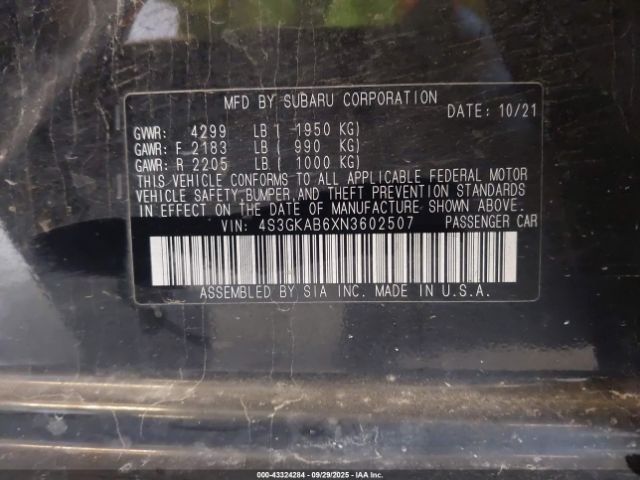 MFD BY SUBARU CORPORATION
DATE: 10/21
GVWR: 4299 LB ( 1950 KG)
GAWR: F 2183 LB ( 990 KG)
GAWR: R 2205 LB ( 1000 KG)
THIS VEHICLE CONFORMS TO ALL APPLICABLE FEDERAL MOTOR
VEHICLE SAFETY,BUMPER,AND THEFT PREVENTION STANDARDS
IN EFFECT ON THE DATE OF MANUFACTURE SHOWN ABOVE.
VIN: 4S3GKAB6XN3602507 PASSENGER CAR
ASSEMBLED BY SIA INC. MADE IN U.S.A.
000-43324284 - 09/29/2025 - IAAI.COM